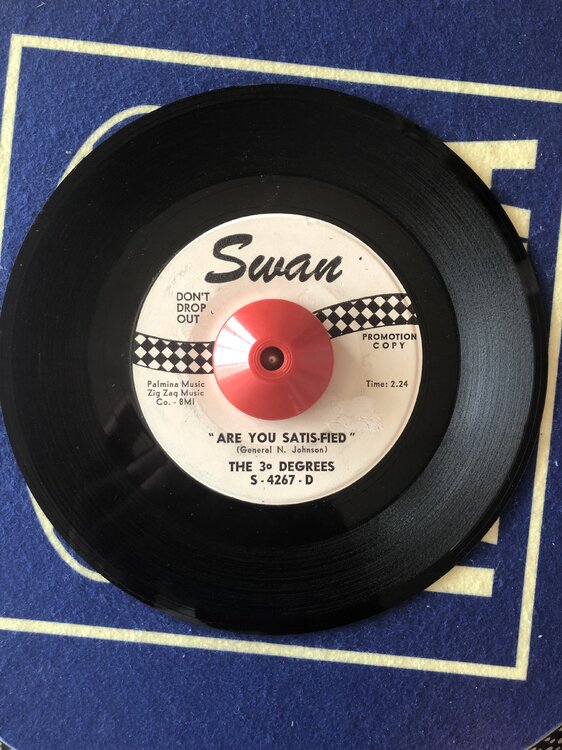 Swan
DON'T
DROP
OUT
PROMOTION
COPY
Palmina Music
Zig Zag Music
Co. - BMI
Time: 2.24
"ARE YOU SATIS-FIED"
(General N. Johnson)
THE 3º DEGREES
S - 4267 - D